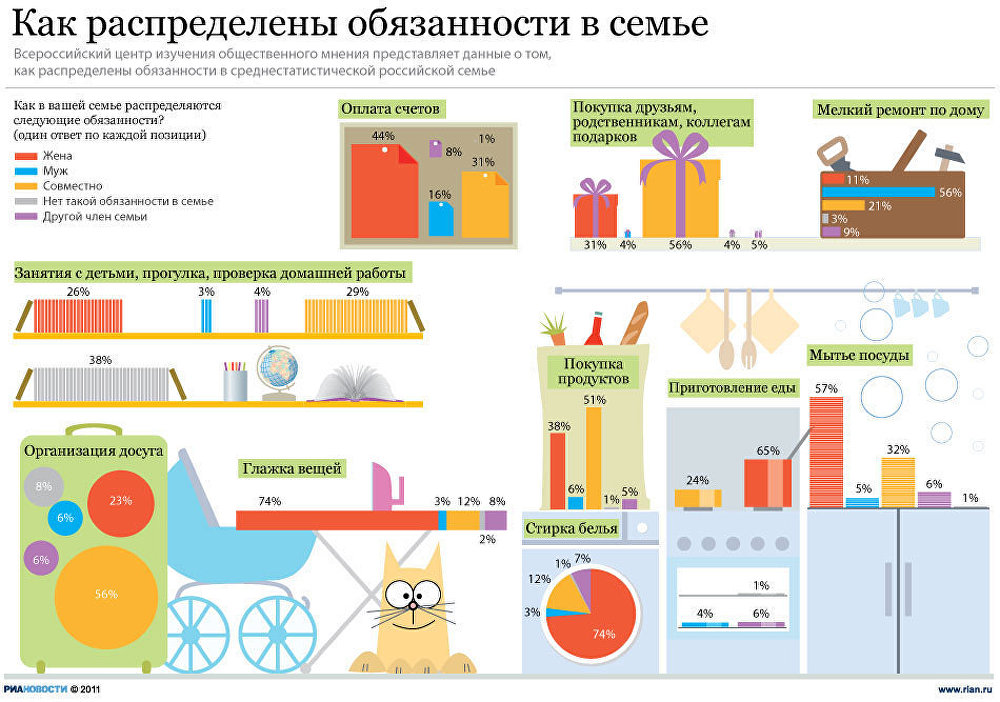 Как распределены обязанности в семье
Всероссийский центр изучения общественного мнения представляет данные о том,
как распределены обязанности в среднестатистической российской семье
Как в вашей семье распределяются
следующие обязанности?
(один ответ по каждой позиции)
Жена
Муж
Совместно
Нет такой обязанности в семье
Другой член семьи
Оплата счетов
44%
8%
1%
16%
31%
Покупка друзьям,
родственникам, коллегам
подарков
31%
4%
56%
4%
5%
Мелкий ремонт по дому
11%
56%
21%
3%
9%
Занятия с детьми, прогулка, проверка домашней работы
26%
3%
4%
29%
38%
Организация досуга
8%
23%
6%
6%
56%
Глажка вещей
74%
3%
12%
8%
2%
Покупка
продуктов
38%
6%
51%
1%
5%
Стирка белья
1%
7%
12%
3%
74%
Приготовление еды
24%
65%
1%
4%
6%
Мытье посуды
57%
5%
32%
6%
1%
РИАНОВОСТИ © 2011
www.rian.ru